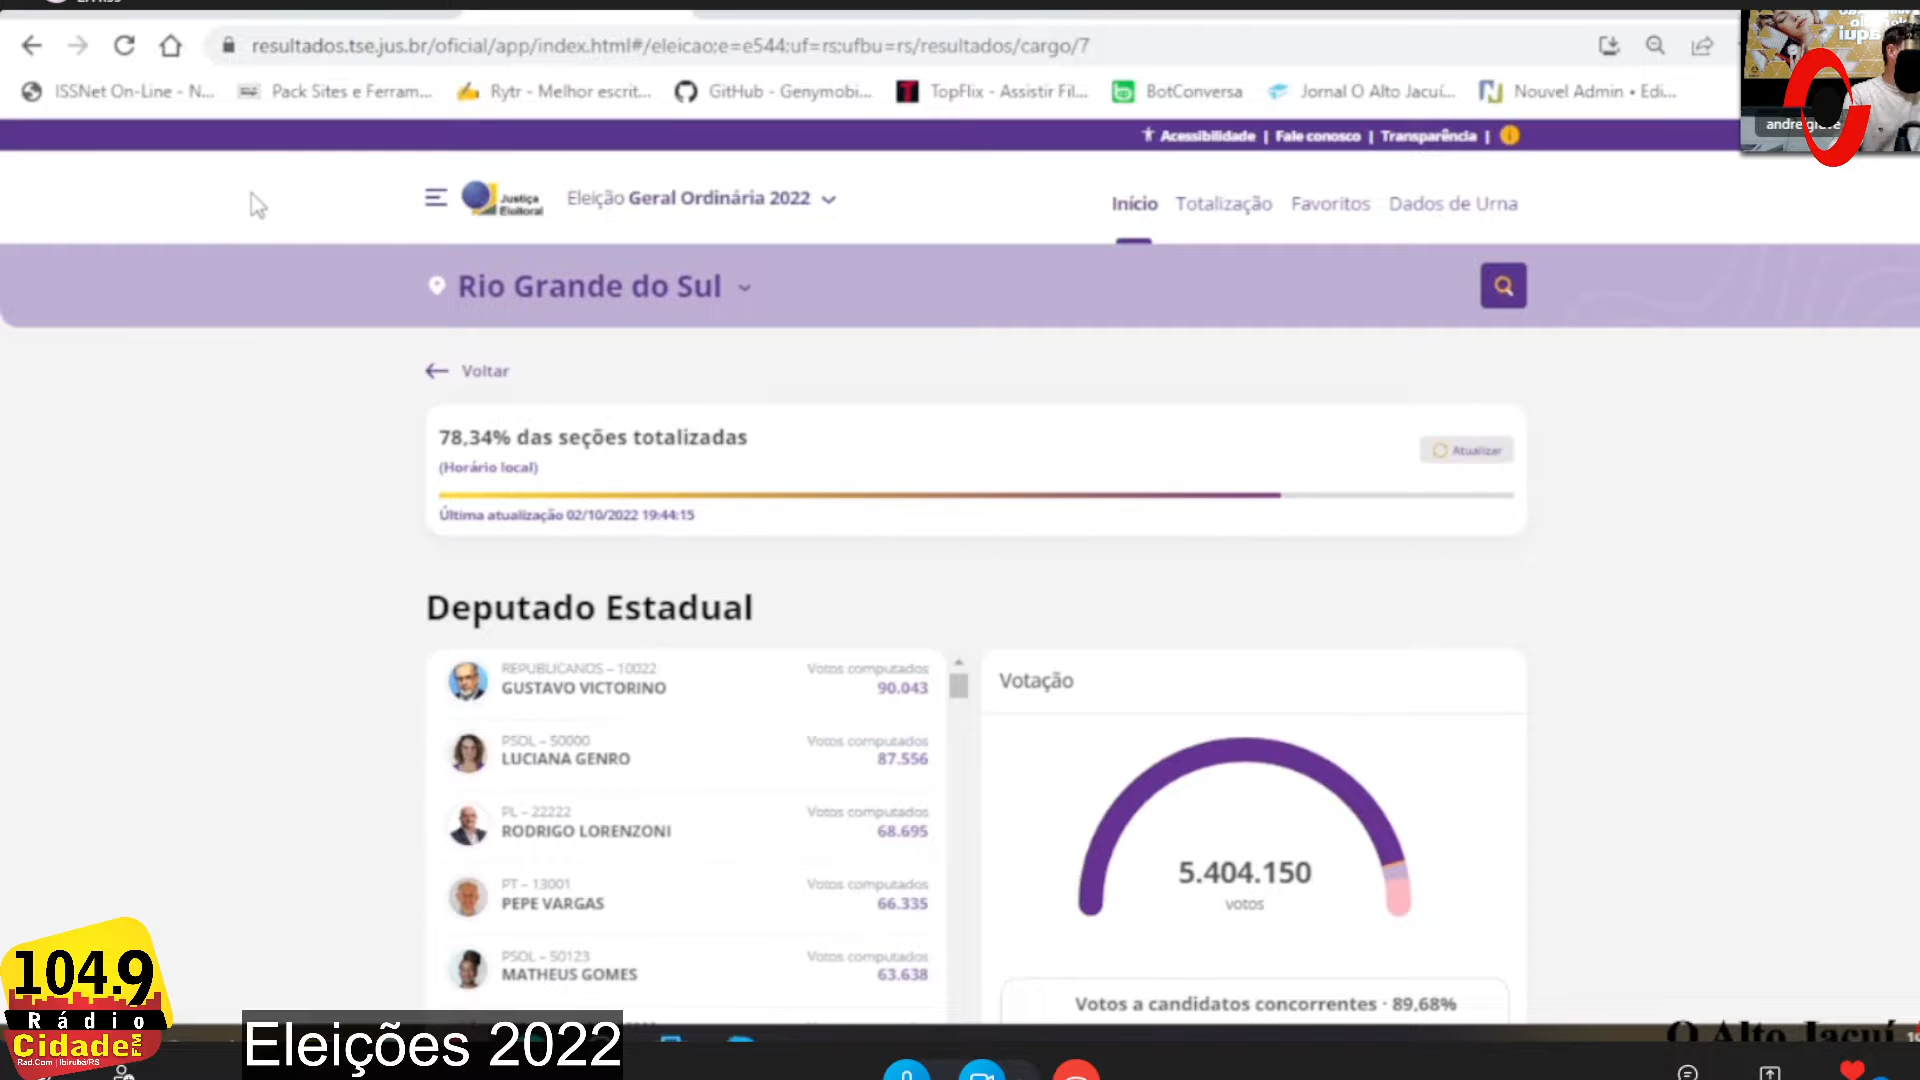 resultados.tse.jus.br/oficial/app/index.html#/eleicao;e=e544;uf=rs;ufbu=rs/resultados/cargo/7
ISSNet On-Line - N...
Pack Sites e Ferram...
Rytr - Melhor escrit...
GitHub - Genymobi...
TopFlix - Assistir Fil...
BotConversa
Jornal O Alto Jacuí...
Nouvel Admin • Edi...
aqui
Acessibilidade | Fale conosco | Transparência |
Justiça
Eleitoral
Eleição Geral Ordinária 2022
Início
Totalização
Favoritos
Dados de Urna
Rio Grande do Sul
Voltar
78,34% das seções totalizadas
(Horário local)
Atualizar
Última atualização 02/10/2022 19:44:15
Deputado Estadual
REPUBLICANOS – 10022
GUSTAVO VICTORINO
Votos computados
90.043
PSOL – 50000
LUCIANA GENRO
Votos computados
87.556
PL – 22222
RODRIGO LORENZONI
Votos computados
68.695
PT – 13001
PEPE VARGAS
Votos computados
66.335
PSOL – 50123
MATHEUS GOMES
Votos computados
63.638
Votação
5.404.150
votos
Votos a candidatos concorrentes · 89,68%
104.9
Rádio
Cidade FM
Rad.Com | Ibirubá/RS
Eleições 2022
O Alto Jacuí